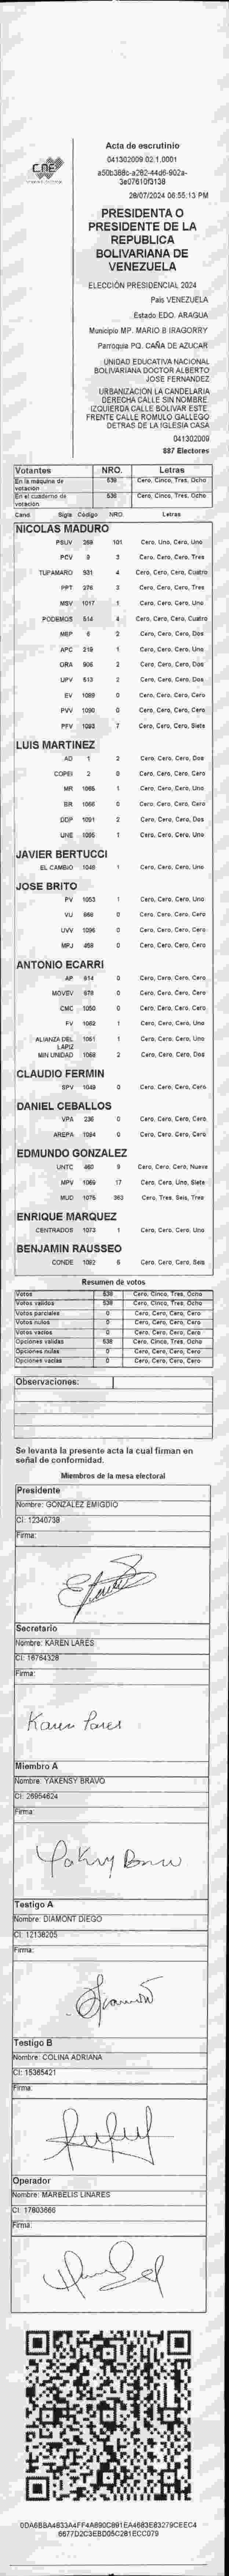 CNE
Acta de escrutinio
041302009.02.1.0001
a50b388c-a282-44d6-902a-
3e07610f3138
28/07/2024 06:55:13 PM
PRESIDENTA O
PRESIDENTE DE LA
REPUBLICA
BOLIVARIANA DE
VENEZUELA
ELECCIÓN PRESIDENCIAL 2024
País VENEZUELA
Estado EDO. ARAGUA
Municipio MP. MARIO B IRAGORRY
Parroquia PQ. CAÑA DE AZUCAR
UNIDAD EDUCATIVA NACIONAL
BOLIVARIANA DOCTOR ALBERTO
JOSE FERNANDEZ
URBANIZACIÓN LA CANDELARIA
DERECHA CALLE SIN NOMBRE.
IZQUIERDA CALLE BOLIVAR ESTE.
FRENTE CALLE ROMULO GALLEGO
DETRAS DE LA IGLESIA CASA
041302009
887 Electores
Votantes NRO. Letras
En la máquina de votación 538 Cero, Cinco, Tres, Ocho
En el cuaderno de votación 538 Cero, Cinco, Tres, Ocho
Cand Sigla Código NRO. Letras
NICOLAS MADURO
PSUV 268 101 Cero, Uno, Cero, Uno
PCV 3 3 Cero, Cero, Cero, Tres
TUPAMARO 931 4 Cero, Cero, Cero, Cuatro
PPT 276 3 Cero, Cero, Cero, Tres
MSV 1017 1 Cero, Cero, Cero, Uno
PODEMOS 514 4 Cero, Cero, Cero, Cuatro
MEP 6 2 Cero, Cero, Cero, Dos
APC 219 1 Cero, Cero, Cero, Uno
ORA 906 2 Cero, Cero, Cero, Dos
UPV 513 2 Cero, Cero, Cero, Dos
EV 1089 0 Cero, Cero, Cero, Cero
PVV 1090 0 Cero, Cero, Cero, Cero
PFV 1093 7 Cero, Cero, Cero, Siete
LUIS MARTINEZ
AD 1 2 Cero, Cero, Cero, Dos
COPEI 2 0 Cero, Cero, Cero, Cero
MR 1065 1 Cero, Cero, Cero, Uno
BR 1066 0 Cero, Cero, Cero, Cero
DDP 1091 2 Cero, Cero, Cero, Dos
UNE 1095 1 Cero, Cero, Cero, Uno
JAVIER BERTUCCI
EL CAMBIO 1046 1 Cero, Cero, Cero, Uno
JOSE BRITO
PV 1053 1 Cero, Cero, Cero, Uno
VU 868 0 Cero, Cero, Cero, Cero
UVV 1096 0 Cero, Cero, Cero, Cero
MPJ 458 0 Cero, Cero, Cero, Cero
ANTONIO ECARRI
AP 814 0 Cero, Cero, Cero, Cero
MOVEV 678 0 Cero, Cero, Cero, Cero
CMC 1050 0 Cero, Cero, Cero, Cero
FV 1082 1 Cero, Cero, Cero, Uno
ALIANZA DEL LAPIZ 1061 1 Cero, Cero, Cero, Uno
MIN UNIDAD 1068 2 Cero, Cero, Cero, Dos
CLAUDIO FERMIN
SPV 1049 0 Cero, Cero, Cero, Cero
DANIEL CEBALLOS
VPA 236 0 Cero, Cero, Cero, Cero
AREPA 1084 0 Cero, Cero, Cero, Cero
EDMUNDO GONZALEZ
UNTC 460 9 Cero, Cero, Cero, Nueve
MPV 1069 17 Cero, Cero, Uno, Siete
MUD 1075 363 Cero, Tres, Seis, Tres
ENRIQUE MARQUEZ
CENTRADOS 1073 1 Cero, Cero, Cero, Uno
BENJAMIN RAUSSEO
CONDE 1092 6 Cero, Cero, Cero, Seis
Resumen de votos
Votos 538 Cero, Cinco, Tres, Ocho
Votos validos 538 Cero, Cinco, Tres, Ocho
Votos parciales 0 Cero, Cero, Cero, Cero
Votos nulos 0 Cero, Cero, Cero, Cero
Votos vacios 0 Cero, Cero, Cero, Cero
Opciones validas 538 Cero, Cinco, Tres, Ocho
Opciones nulas 0 Cero, Cero, Cero, Cero
Opciones vacias 0 Cero, Cero, Cero, Cero
Observaciones:
Se levanta la presente acta la cual firman en
señal de conformidad.
Miembros de la mesa electoral
Presidente
Nombre: GONZALEZ EMIGDIO
CI: 12340739
Firma:
Secretario
Nombre: KAREN LARES
CI: 16764328
Firma:
Karen Lares
Miembro A
Nombre: YAKENSY BRAVO
CI: 26954624
Firma:
Testigo A
Nombre: DIAMONT DIEGO
CI: 12138205
Firma:
Testigo B
Nombre: COLINA ADRIANA
CI: 15365421
Firma:
Operador
Nombre: MARBELIS LINARES
CI: 17803666
Firma:
0DA6BBA4833A4FF4A690C891EA4683E83279CEEC4
6677D2C3EBD05C281ECC079